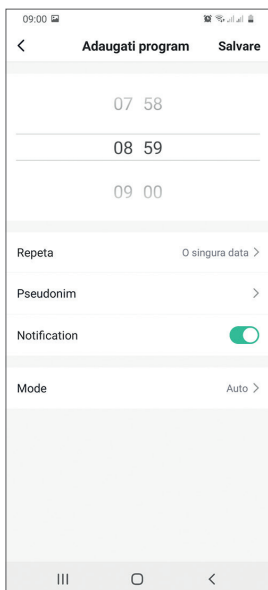 09:00
Adaugati program Salvare
07 58
08 59
09 00
Repeta O singura data >
Pseudonim >
Notification
Mode Auto >